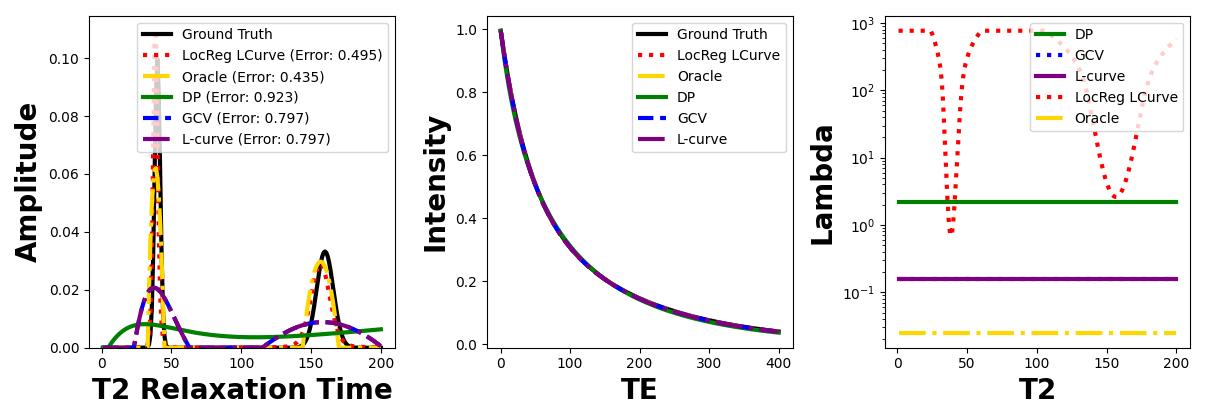 Amplitude
0.10
0.08
0.06
0.04
0.02
0.00
0
50
100
150
200
T2 Relaxation Time
Ground Truth
LocReg LCurve (Error: 0.495)
Oracle (Error: 0.435)
DP (Error: 0.923)
GCV (Error: 0.797)
L-curve (Error: 0.797)
Intensity
1.0
0.8
0.6
0.4
0.2
0.0
0
100
200
300
400
TE
Ground Truth
LocReg LCurve
Oracle
DP
GCV
L-curve
Lambda
10³
10²
10¹
10⁰
10⁻¹
0
50
100
150
200
T2
DP
GCV
L-curve
LocReg LCurve
Oracle